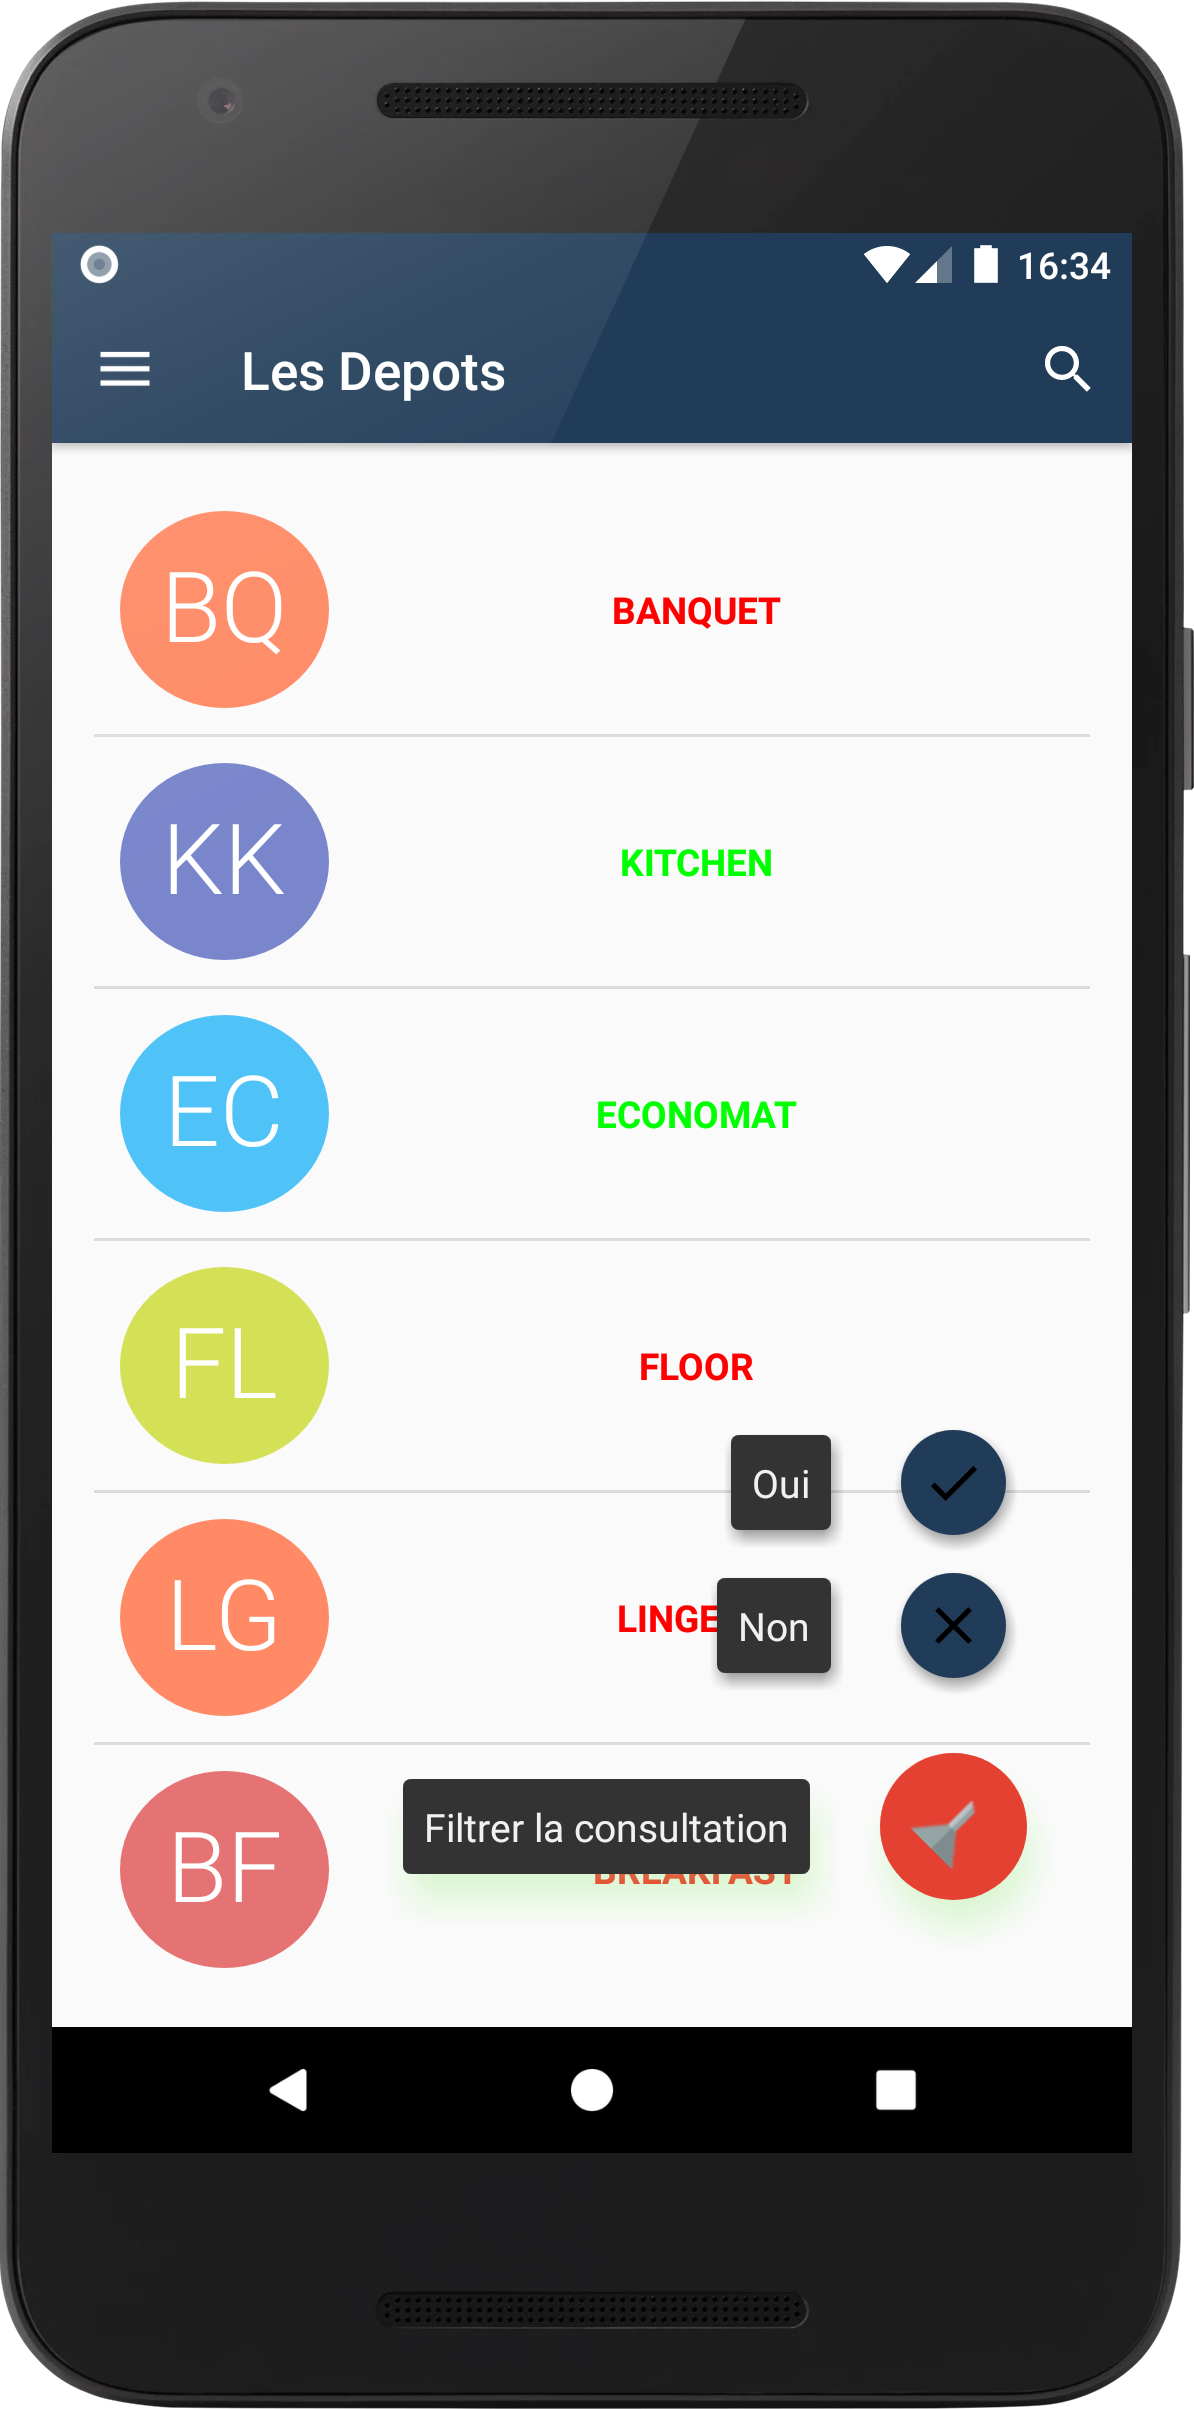 16:34
Les Depots
BQ
BANQUET
KK
KITCHEN
EC
ECONOMAT
FL
FLOOR
Oui
LG
LINGE
Non
Filtrer la consultation
BF
BREAKFAST